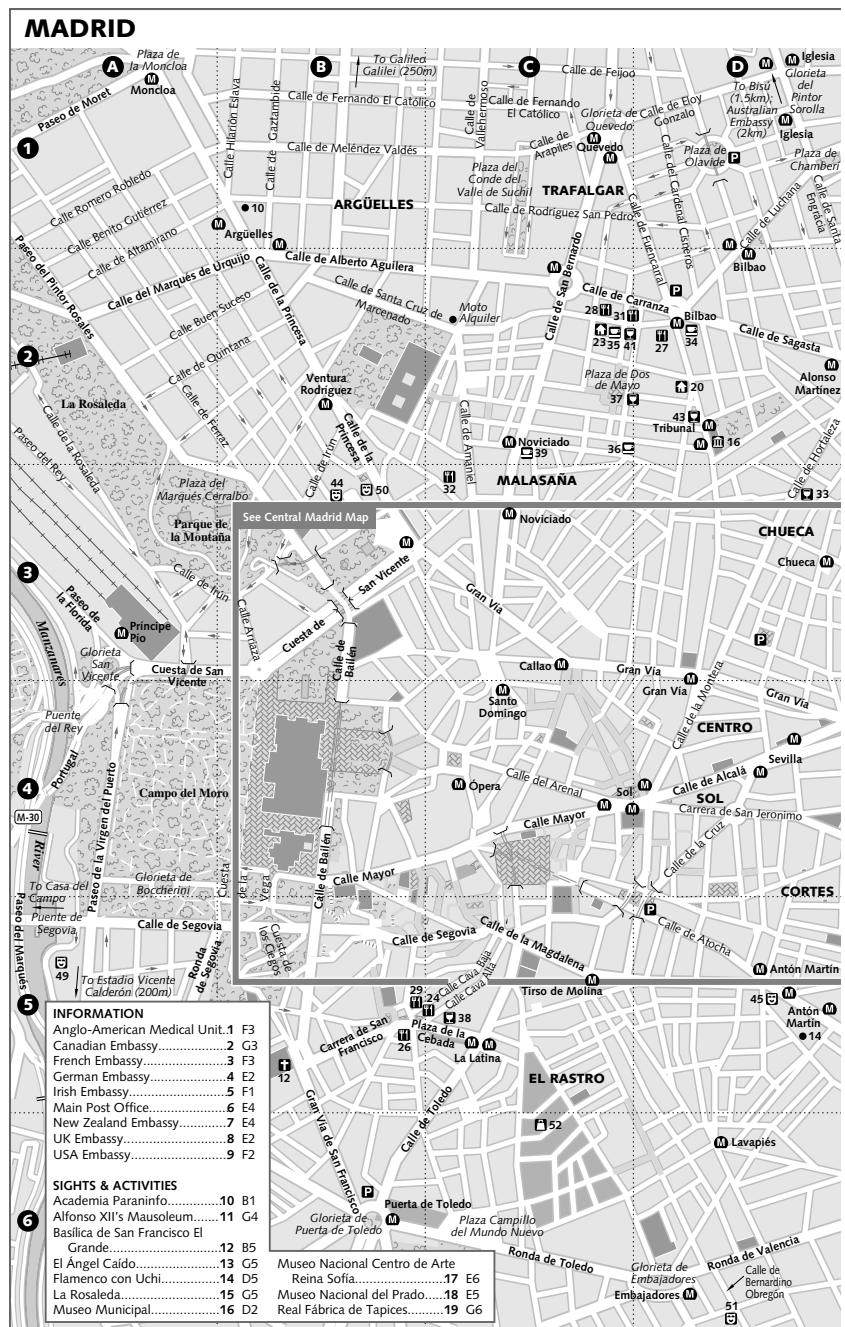 MADRID
A
B
C
D
Plaza de
la Moncloa
Moncloa
Paseo de Moret
To Galileo
Galilei (250m)
Calle Hilarión Eslava
Calle de Gaztambide
Calle de Fernando El Católico
Calle de
Vallehermoso
Calle de Feijoo
Calle de Fernando
El Católico
Glorieta de
Quevedo
Calle de Eloy
Gonzalo
To Bisú
(1.5km);
Australian
Embassy
(2km)
Iglesia
Glorieta
del
Pintor
Sorolla
Iglesia
1
Calle de Meléndez Valdés
Calle de
Arapiles
Quevedo
Plaza de
Olavide
P
Plaza de
Chamberí
Calle Romero Robledo
Calle Benito Gutiérrez
Calle de Altamirano
10
ARGÜELLES
Plaza del
Conde del
Valle de Suchil
TRAFALGAR
Calle de Rodríguez San Pedro
Calle de Fuencarral
Calle del Cardenal Cisneros
Calle de Luchana
Calle de Santa
Engracia
Argüelles
Bilbao
Paseo del Pintor Rosales
Calle del Marqués de Urquijo
Calle de Alberto Aguilera
Calle de la Princesa
Calle de Santa Cruz de
Marcenado
Moto
Alquiler
Calle de San Bernardo
Calle de Carranza
P
Bilbao
Calle de Sagasta
28
31
23
35
41
27
34
2
Calle Buen Suceso
Calle de Quintana
Calle de Ferraz
La Rosaleda
Calle de la Rosaleda
Paseo del Rey
Ventura
Rodríguez
Calle de la
Princesa
Calle de Irún
Calle de Amaniel
Plaza de Dos
de Mayo
37
20
43
Tribunal
16
Alonso
Martínez
Calle de Hortaleza
Noviciado
39
36
MALASAÑA
33
Plaza del
Marqués Cerralbo
44
50
32
Parque de
la Montaña
See Central Madrid Map
Noviciado
CHUECA
Chueca
3
Calle de Irún
Paseo de
la Florida
Príncipe
Pío
Calle Arriaza
Cuesta de
San Vicente
Calle de
Bailén
Gran Vía
P
Manzanares
Glorieta
San
Vicente
Cuesta de San
Vicente
Callao
Gran Vía
Gran Vía
Gran Vía
Calle de la Montera
Puente
del Rey
Santo
Domingo
CENTRO
Sevilla
Portugal
4
M-30
River
Paseo de la Virgen del Puerto
Campo del Moro
Ópera
Calle del Arenal
Sol
Calle de Alcalá
SOL
Carrera de San Jeronimo
Calle Mayor
Calle de la Cruz
Calle de Bailén
Glorieta de
Boccherini
Cuesta
de la
Vega
Calle Mayor
CORTES
To Casa del
Campo
Puente de
Segovia
Paseo del Marqués
Calle de Segovia
Ronda
de Segovia
Cuesta de
los Ciegos
Calle de Segovia
Calle de la Magdalena
P
Calle de Atocha
49
To Estadio Vicente
Calderón (200m)
Calle Cava Baja
Calle Cava Alta
Tirso de Molina
Antón Martín
45
Antón
Martín
14
5
29
24
38
26
Carrera de San
Francisco
Plaza de la
Cebada
La Latina
12
EL RASTRO
52
Gran Vía de San Francisco
Calle de Toledo
Lavapiés
6
P
Puerta de Toledo
Glorieta de
Puerta de Toledo
Plaza Campillo
del Mundo Nuevo
Ronda de Toledo
Glorieta de
Embajadores
Embajadores
Ronda de Valencia
Calle de
Bernardino
Obregón
51
INFORMATION
Anglo-American Medical Unit.1 F3
Canadian Embassy....................2 G3
French Embassy........................3 F3
German Embassy......................4 E2
Irish Embassy............................5 F1
Main Post Office.......................6 E4
New Zealand Embassy..............7 E4
UK Embassy..............................8 E2
USA Embassy............................9 F2
SIGHTS & ACTIVITIES
Academia Paraninfo................10 B1
Alfonso XII's Mausoleum.......11 G4
Basílica de San Francisco El
Grande...................................12 B5
El Ángel Caído........................13 G5
Flamenco con Uchi.................14 D5
La Rosaleda.............................15 G5
Museo Municipal....................16 D2
Museo Nacional Centro de Arte
Reina Sofía...........................17 E6
Museo Nacional del Prado.....18 E5
Real Fábrica de Tapices..........19 G6